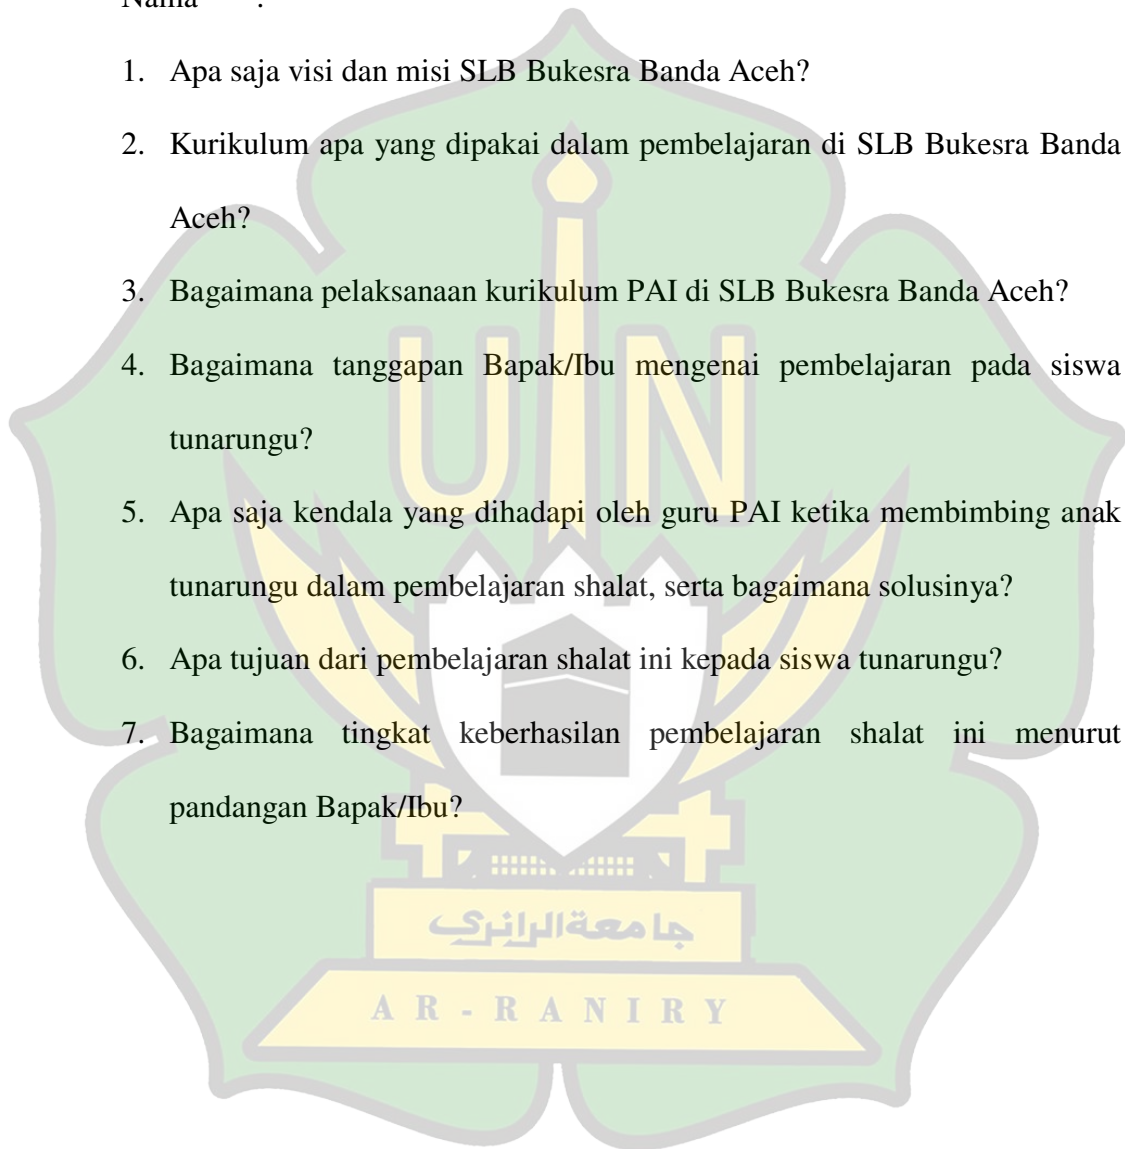 Nama :
1. Apa saja visi dan misi SLB Bukesra Banda Aceh?
2. Kurikulum apa yang dipakai dalam pembelajaran di SLB Bukesra Banda
Aceh?
3. Bagaimana pelaksanaan kurikulum PAI di SLB Bukesra Banda Aceh?
4. Bagaimana tanggapan Bapak/Ibu mengenai pembelajaran pada siswa
tunarungu?
5. Apa saja kendala yang dihadapi oleh guru PAI ketika membimbing anak
tunarungu dalam pembelajaran shalat, serta bagaimana solusinya?
6. Apa tujuan dari pembelajaran shalat ini kepada siswa tunarungu?
7. Bagaimana tingkat keberhasilan pembelajaran shalat ini menurut
pandangan Bapak/Ibu?
UIN
جامعة الرانري
AR-RANIRY